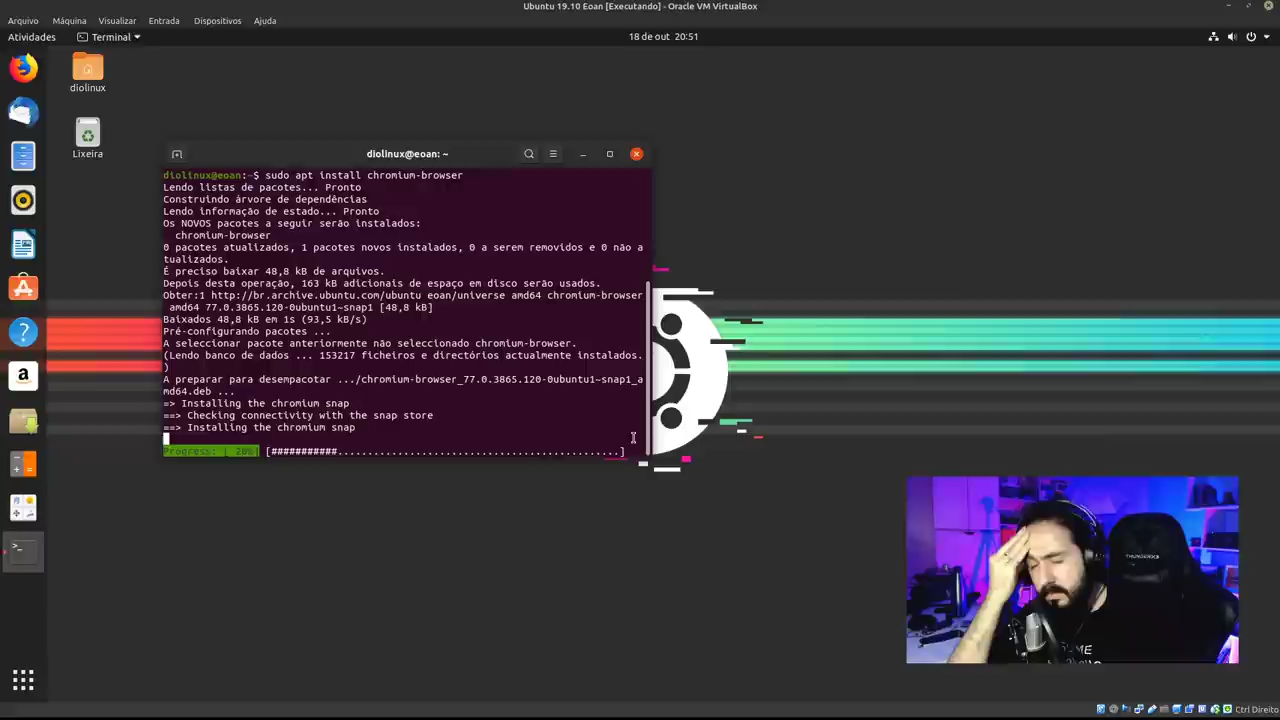 Ubuntu 19.10 Eoan [Executando] - Oracle VM VirtualBox
Arquivo Máquina Visualizar Entrada Dispositivos Ajuda
Atividades Terminal 18 de out 20:51
diolinux
Lixeira
diolinux@eoan: ~
diolinux@eoan:~$ sudo apt install chromium-browser
Lendo listas de pacotes... Pronto
Construindo árvore de dependências
Lendo informação de estado... Pronto
Os NOVOS pacotes a seguir serão instalados:
chromium-browser
0 pacotes atualizados, 1 pacotes novos instalados, 0 a serem removidos e 0 não a
tualizados.
É preciso baixar 48,8 kB de arquivos.
Depois desta operação, 163 kB adicionais de espaço em disco serão usados.
Obter:1 http://br.archive.ubuntu.com/ubuntu eoan/universe amd64 chromium-browser
amd64 77.0.3865.120-0ubuntu1~snap1 [48,8 kB]
Baixados 48,8 kB em 1s (93,5 kB/s)
Pré-configurando pacotes ...
A seleccionar pacote anteriormente não seleccionado chromium-browser.
(Lendo banco de dados ... 153217 ficheiros e directórios actualmente instalados.
)
A preparar para desempacotar .../chromium-browser_77.0.3865.120-0ubuntu1~snap1_a
md64.deb ...
=> Installing the chromium snap
==> Checking connectivity with the snap store
==> Installing the chromium snap
Progress: [ 20%] [###########...............................................]
THUNDERX3
Ctrl Direito